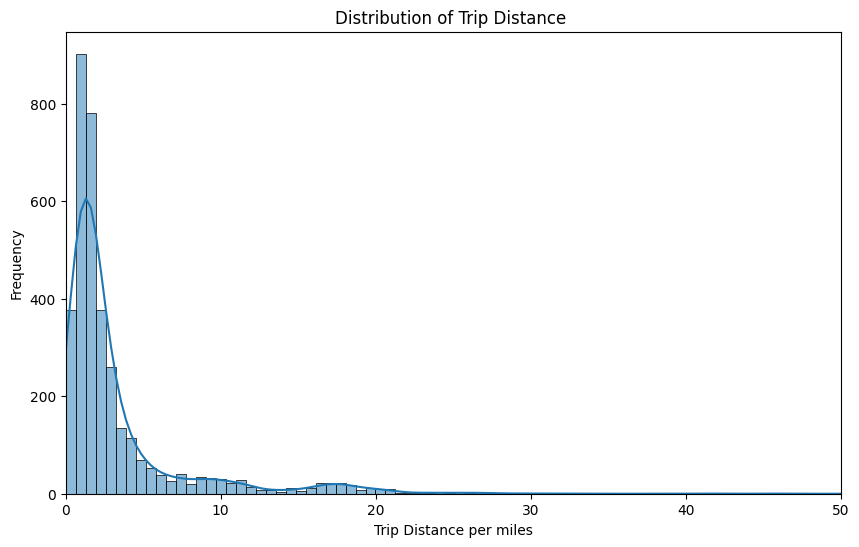 Distribution of Trip Distance
Frequency
800
600
400
200
0
0 10 20 30 40 50
Trip Distance per miles